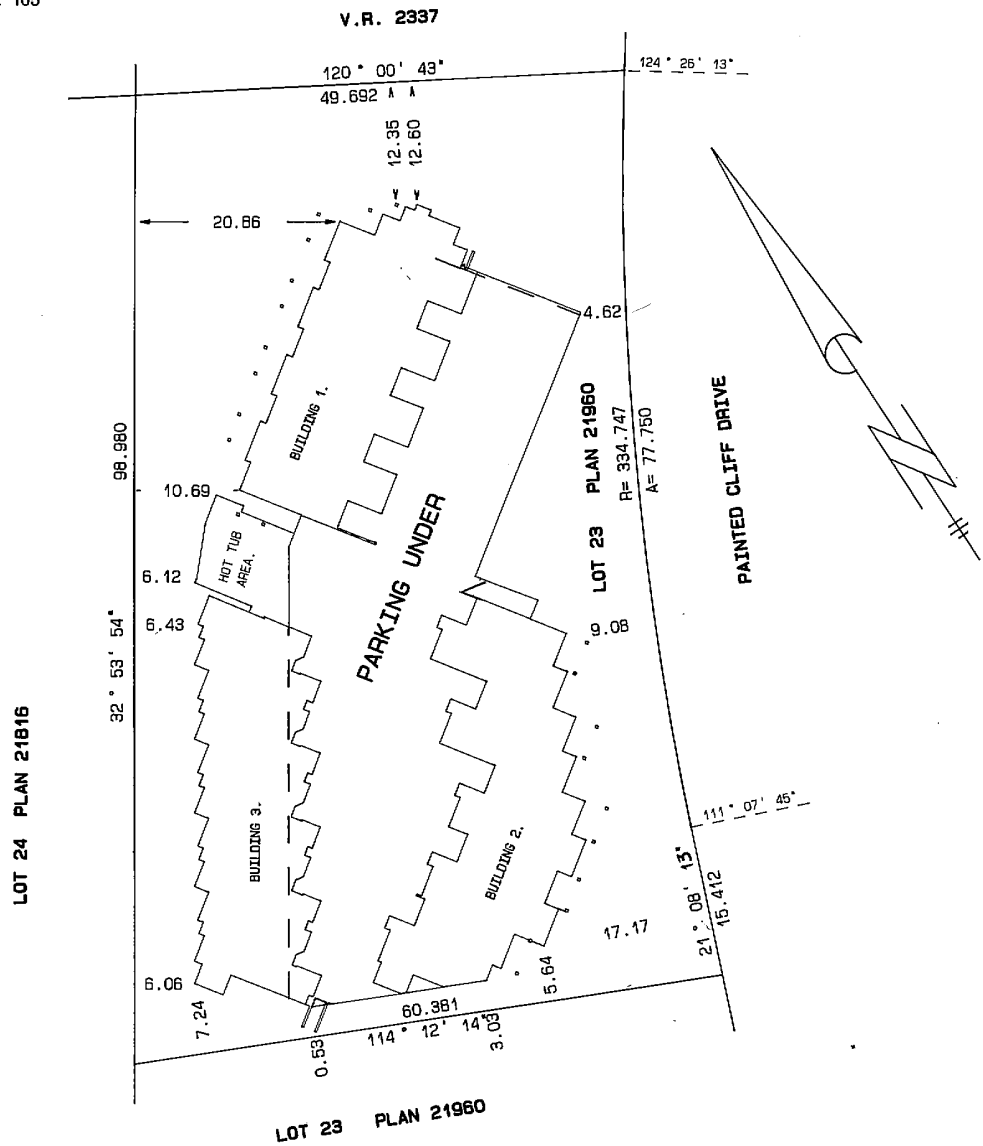 V.R. 2337
120° 00' 43"
124° 26' 13"
49.692
12.35
12.60
20.86
4.62
BUILDING 1.
LOT 23 PLAN 21960
R= 334.747
A= 77.750
PAINTED CLIFF DRIVE
98.980
10.69
PARKING UNDER
HOT TUB
AREA.
6.12
6.43
9.08
32° 53' 54"
LOT 24 PLAN 21816
BUILDING 3.
BUILDING 2.
111° 07' 45"
21° 08' 13"
15.412
17.17
6.06
5.64
7.24
60.381
114° 12' 14"
3.03
0.53
LOT 23 PLAN 21960